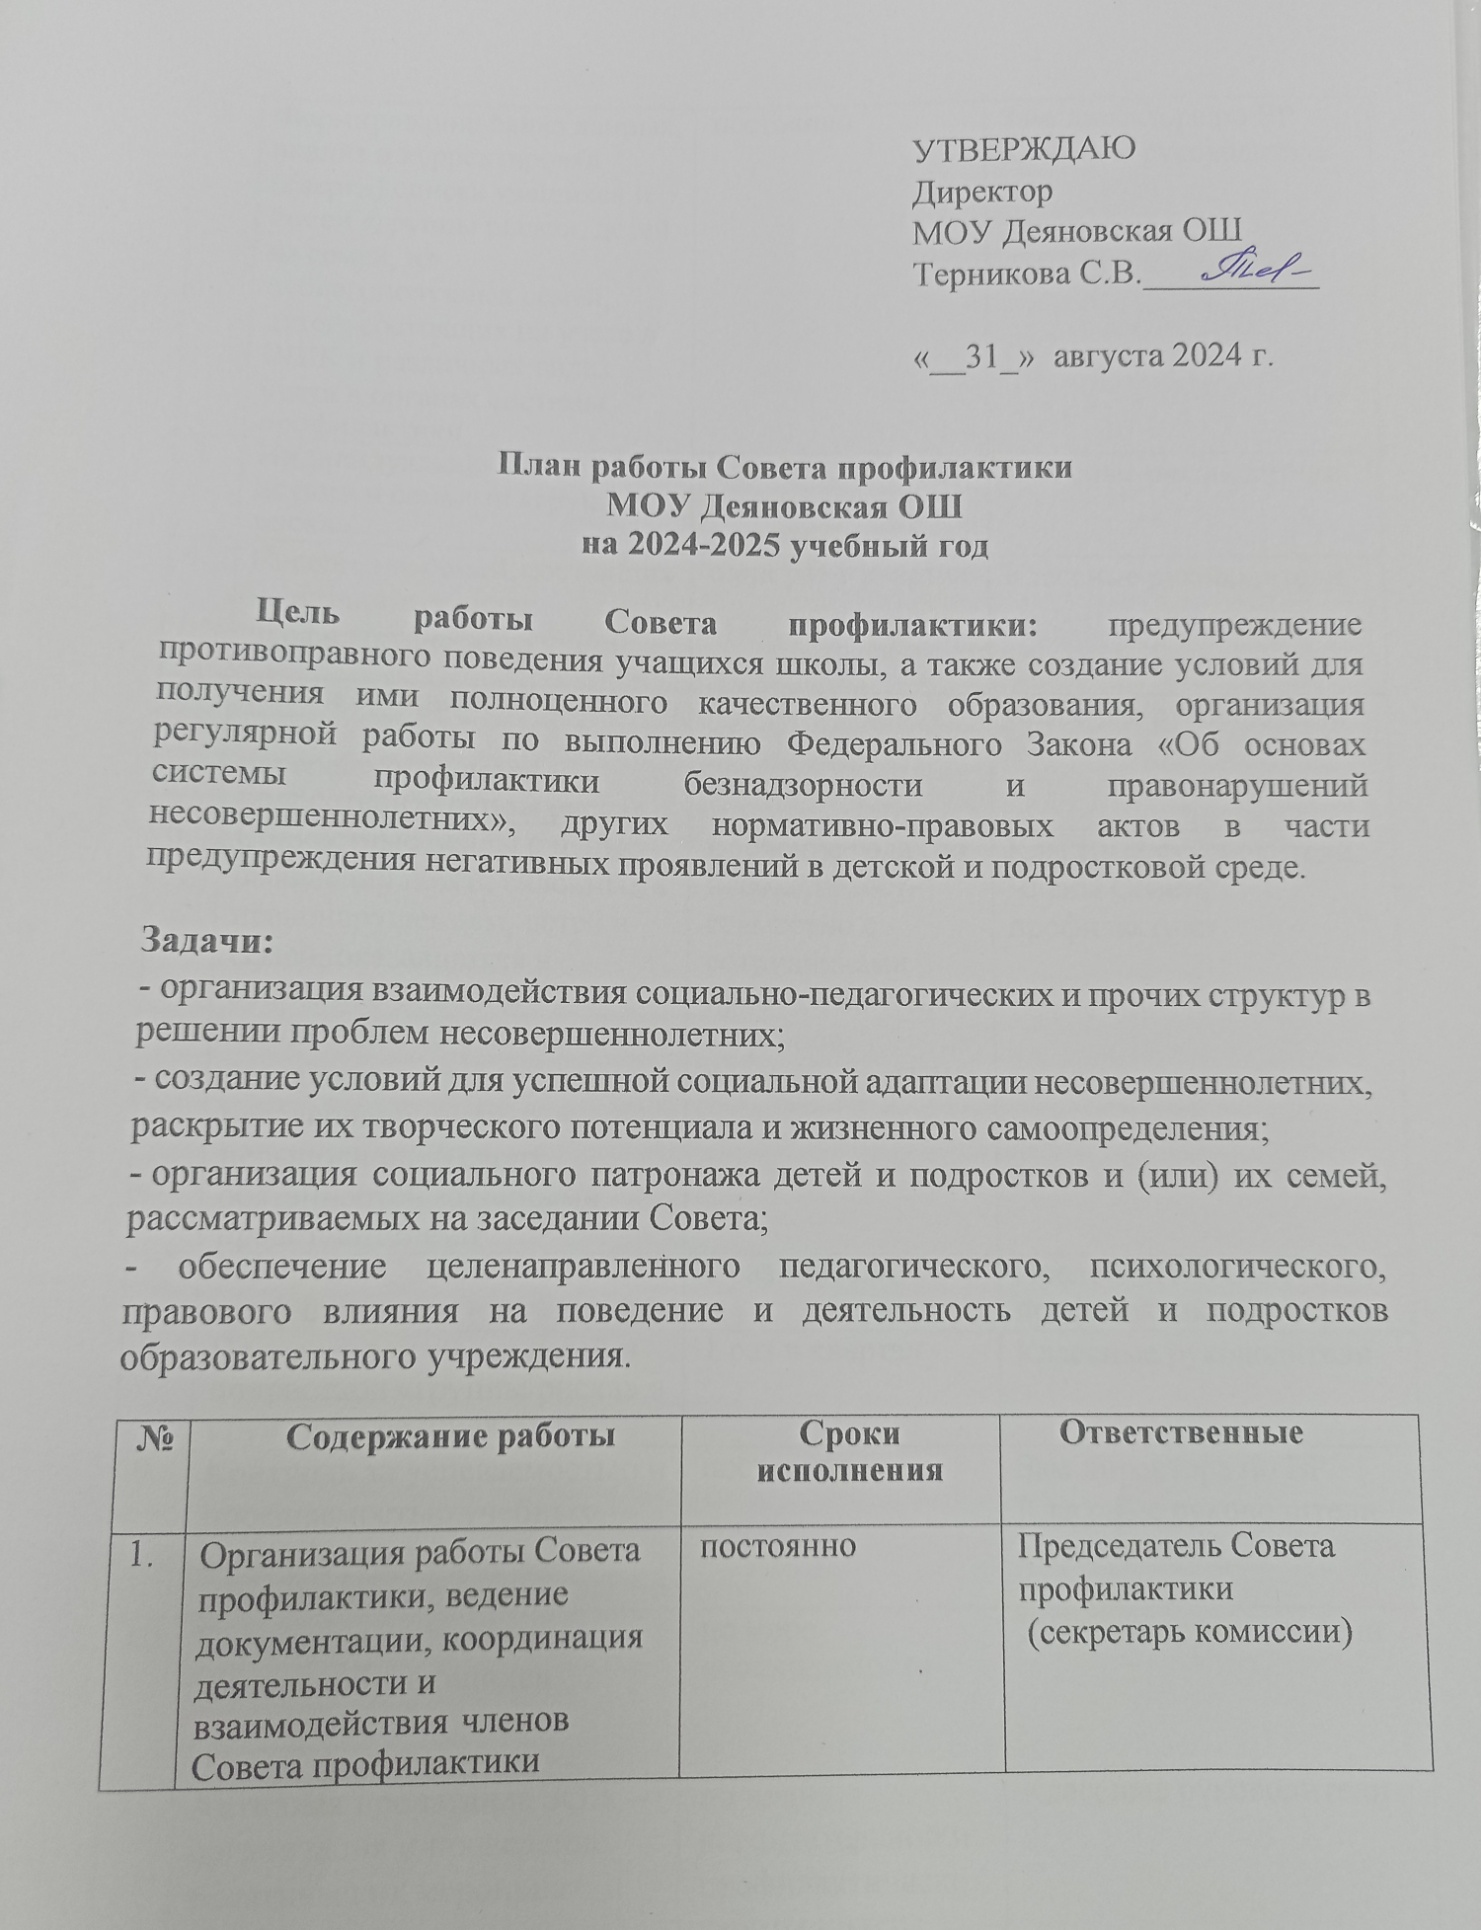 УТВЕРЖДАЮ
Директор
МОУ Деяновская ОШ
Терникова С.В.__________
«__31_» августа 2024 г.
План работы Совета профилактики
МОУ Деяновская ОШ
на 2024-2025 учебный год
Цель работы Совета профилактики: предупреждение
противоправного поведения учащихся школы, а также создание условий для
получения ими полноценного качественного образования, организация
регулярной работы по выполнению Федерального Закона «Об основах
системы профилактики безнадзорности и правонарушений
несовершеннолетних», других нормативно-правовых актов в части
предупреждения негативных проявлений в детской и подростковой среде.
Задачи:
- организация взаимодействия социально-педагогических и прочих структур в
решении проблем несовершеннолетних;
- создание условий для успешной социальной адаптации несовершеннолетних,
раскрытие их творческого потенциала и жизненного самоопределения;
- организация социального патронажа детей и подростков и (или) их семей,
рассматриваемых на заседании Совета;
- обеспечение целенаправленного педагогического, психологического,
правового влияния на поведение и деятельность детей и подростков
образовательного учреждения.
№ Содержание работы Сроки Ответственные
исполнения
1. Организация работы Совета постоянно Председатель Совета
профилактики, ведение профилактики
документации, координация (секретарь комиссии)
деятельности и
взаимодействия членов
Совета профилактики